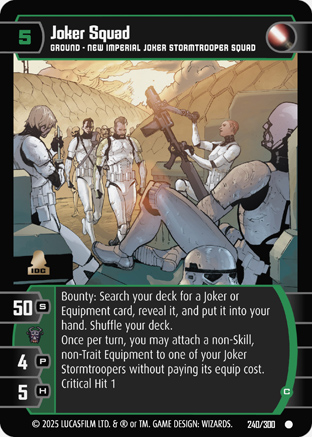 5
Joker Squad
GROUND - NEW IMPERIAL JOKER STORMTROOPER SQUAD
IDC
50 S
4 P
5 H
Bounty: Search your deck for a Joker or
Equipment card, reveal it, and put it into your
hand. Shuffle your deck.
Once per turn, you may attach a non-Skill,
non-Trait Equipment to one of your Joker
Stormtroopers without paying its equip cost.
Critical Hit 1
C
© 2025 LUCASFILM LTD. & ® or TM. GAME DESIGN: WIZARDS.
240/300